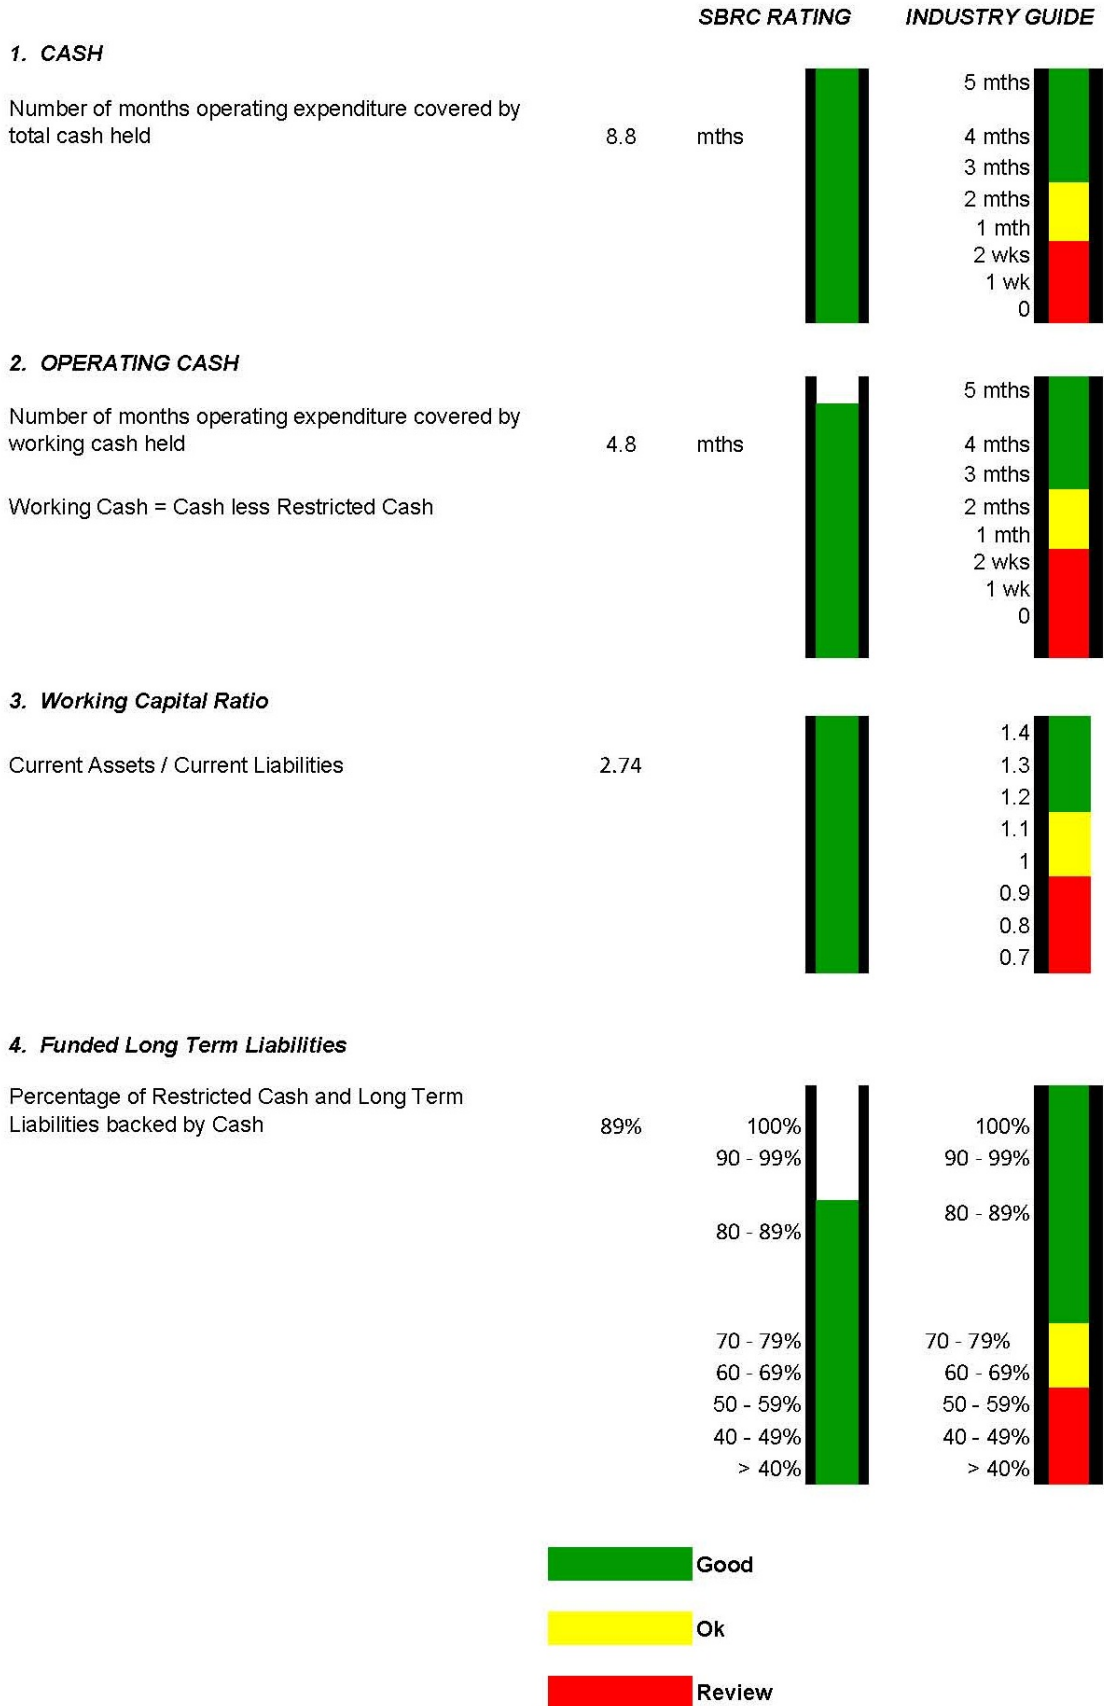 SBRC RATING INDUSTRY GUIDE
1. CASH
Number of months operating expenditure covered by
total cash held 8.8 mths
5 mths
4 mths
3 mths
2 mths
1 mth
2 wks
1 wk
0
2. OPERATING CASH
Number of months operating expenditure covered by
working cash held 4.8 mths
Working Cash = Cash less Restricted Cash
5 mths
4 mths
3 mths
2 mths
1 mth
2 wks
1 wk
0
3. Working Capital Ratio
Current Assets / Current Liabilities 2.74
1.4
1.3
1.2
1.1
1
0.9
0.8
0.7
4. Funded Long Term Liabilities
Percentage of Restricted Cash and Long Term
Liabilities backed by Cash 89%
100% 100%
90 - 99% 90 - 99%
80 - 89% 80 - 89%
70 - 79% 70 - 79%
60 - 69% 60 - 69%
50 - 59% 50 - 59%
40 - 49% 40 - 49%
> 40% > 40%
Good
Ok
Review